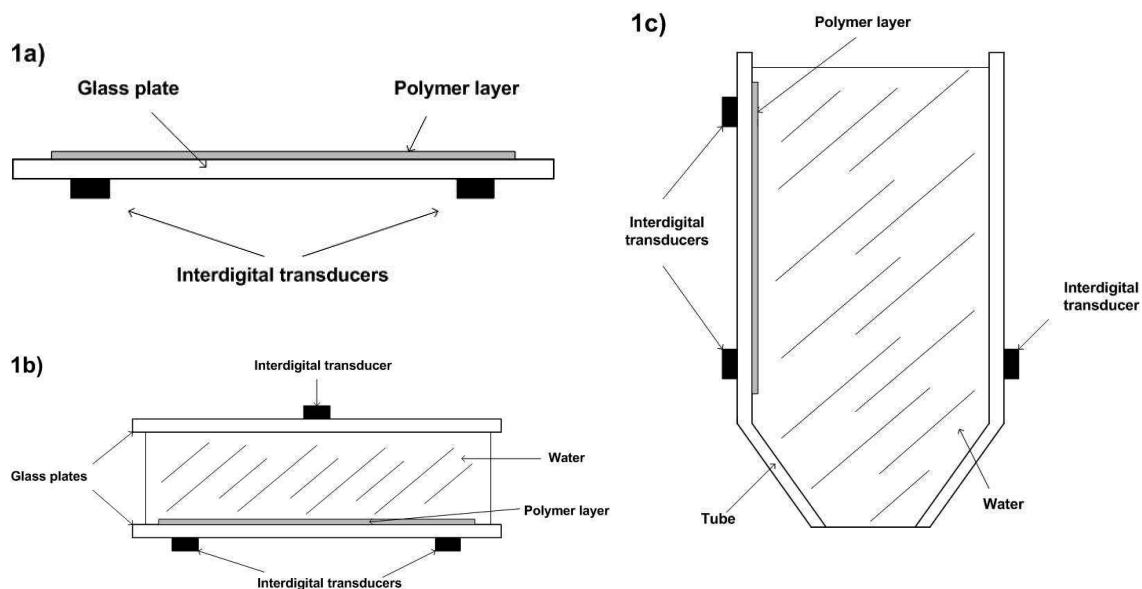 1a)
Glass plate
Polymer layer
Interdigital transducers
1b)
Interdigital transducer
Glass plates
Water
Polymer layer
Interdigital transducers
1c)
Polymer layer
Interdigital
transducers
Interdigital
transducer
Tube
Water